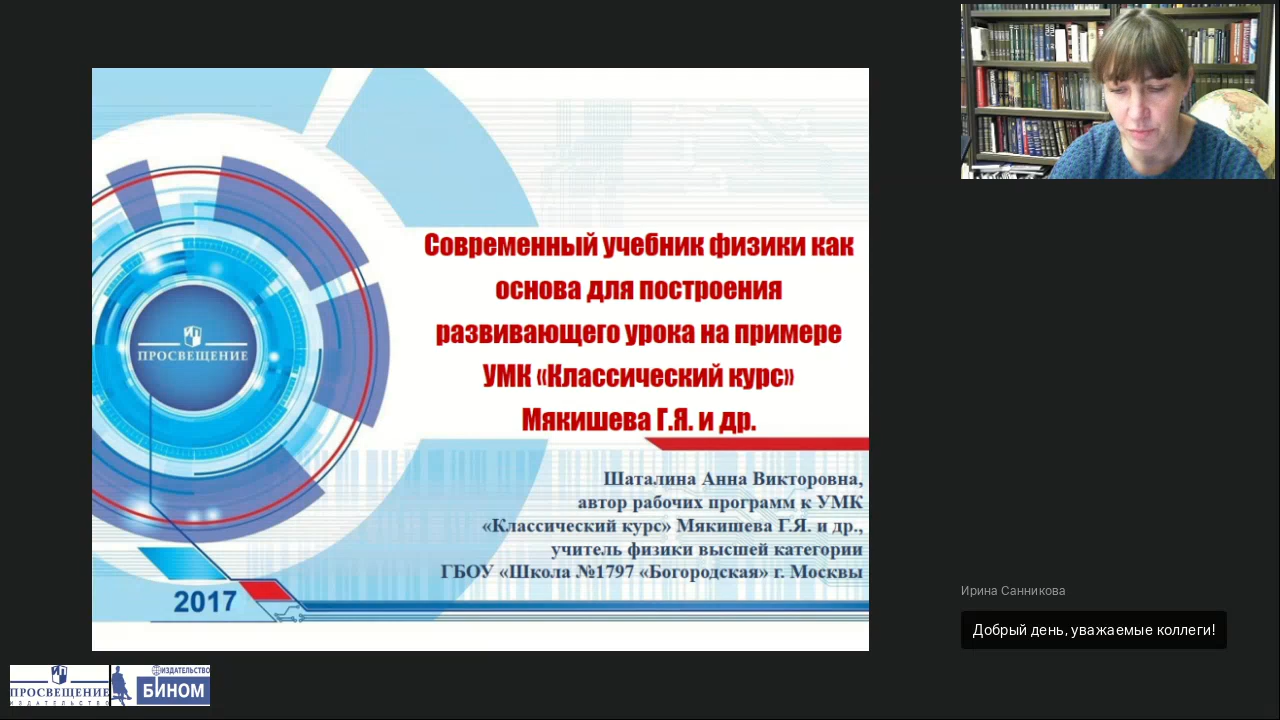 ПРОСВЕЩЕНИЕ
Современный учебник физики как
основа для построения
развивающего урока на примере
УМК «Классический курс»
Мякишева Г.Я. и др.
Шаталина Анна Викторовна,
автор рабочих программ к УМК
«Классический курс» Мякишева Г.Я. и др.,
учитель физики высшей категории
ГБОУ «Школа №1797 «Богородская» г. Москвы
2017
Ирина Санникова
Добрый день, уважаемые коллеги!
ПРОСВЕЩЕНИЕ
ИЗДАТЕЛЬСТВО
ИЗДАТЕЛЬСТВО
БИНОМ